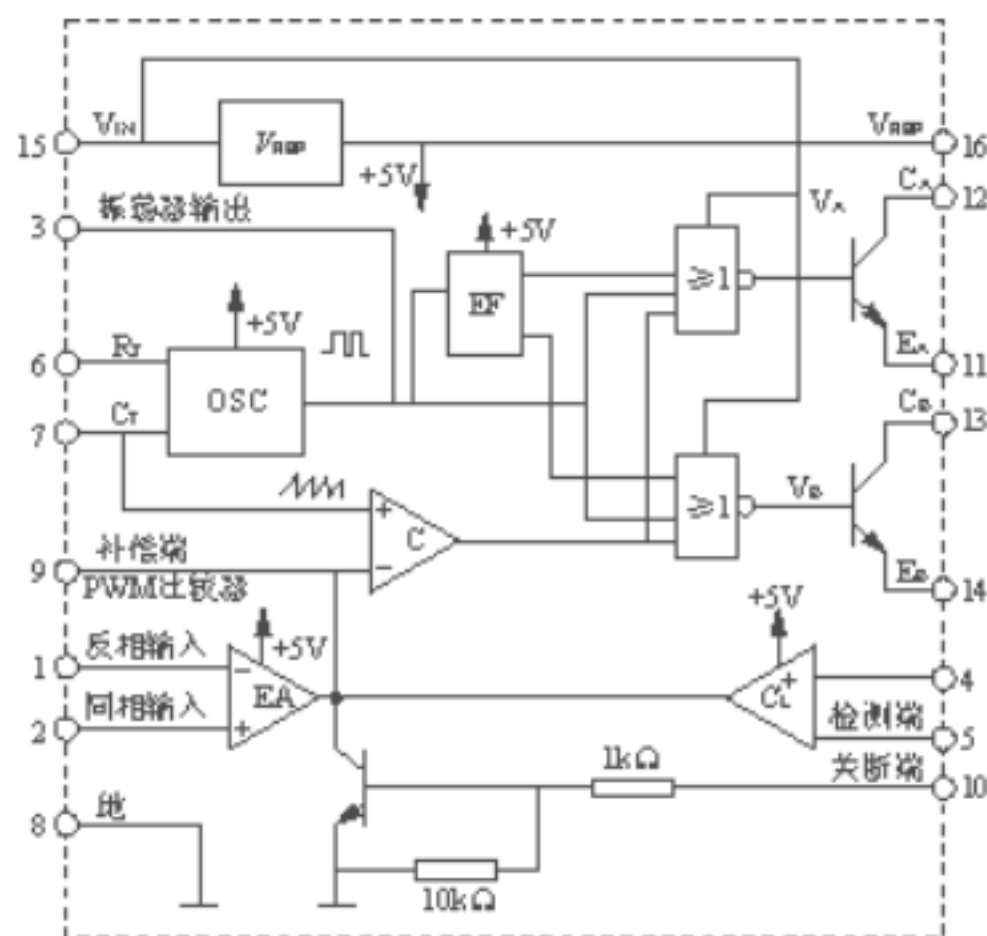 15 VIN VREF VREF 16
+5V
CA 12
振荡器输出
3
VA
+5V
EF
≥1
+5V
EA 11
6 RT
OSC
CB 13
7 CT
≥1
VB
C
+
−
补偿端
9
PWM比较器
EB 14
+5V
反相输入
1
+5V
−
EA
CL
+
4
同相输入
2
+
检测端
5
1kΩ
关断端
10
地
8
10kΩ